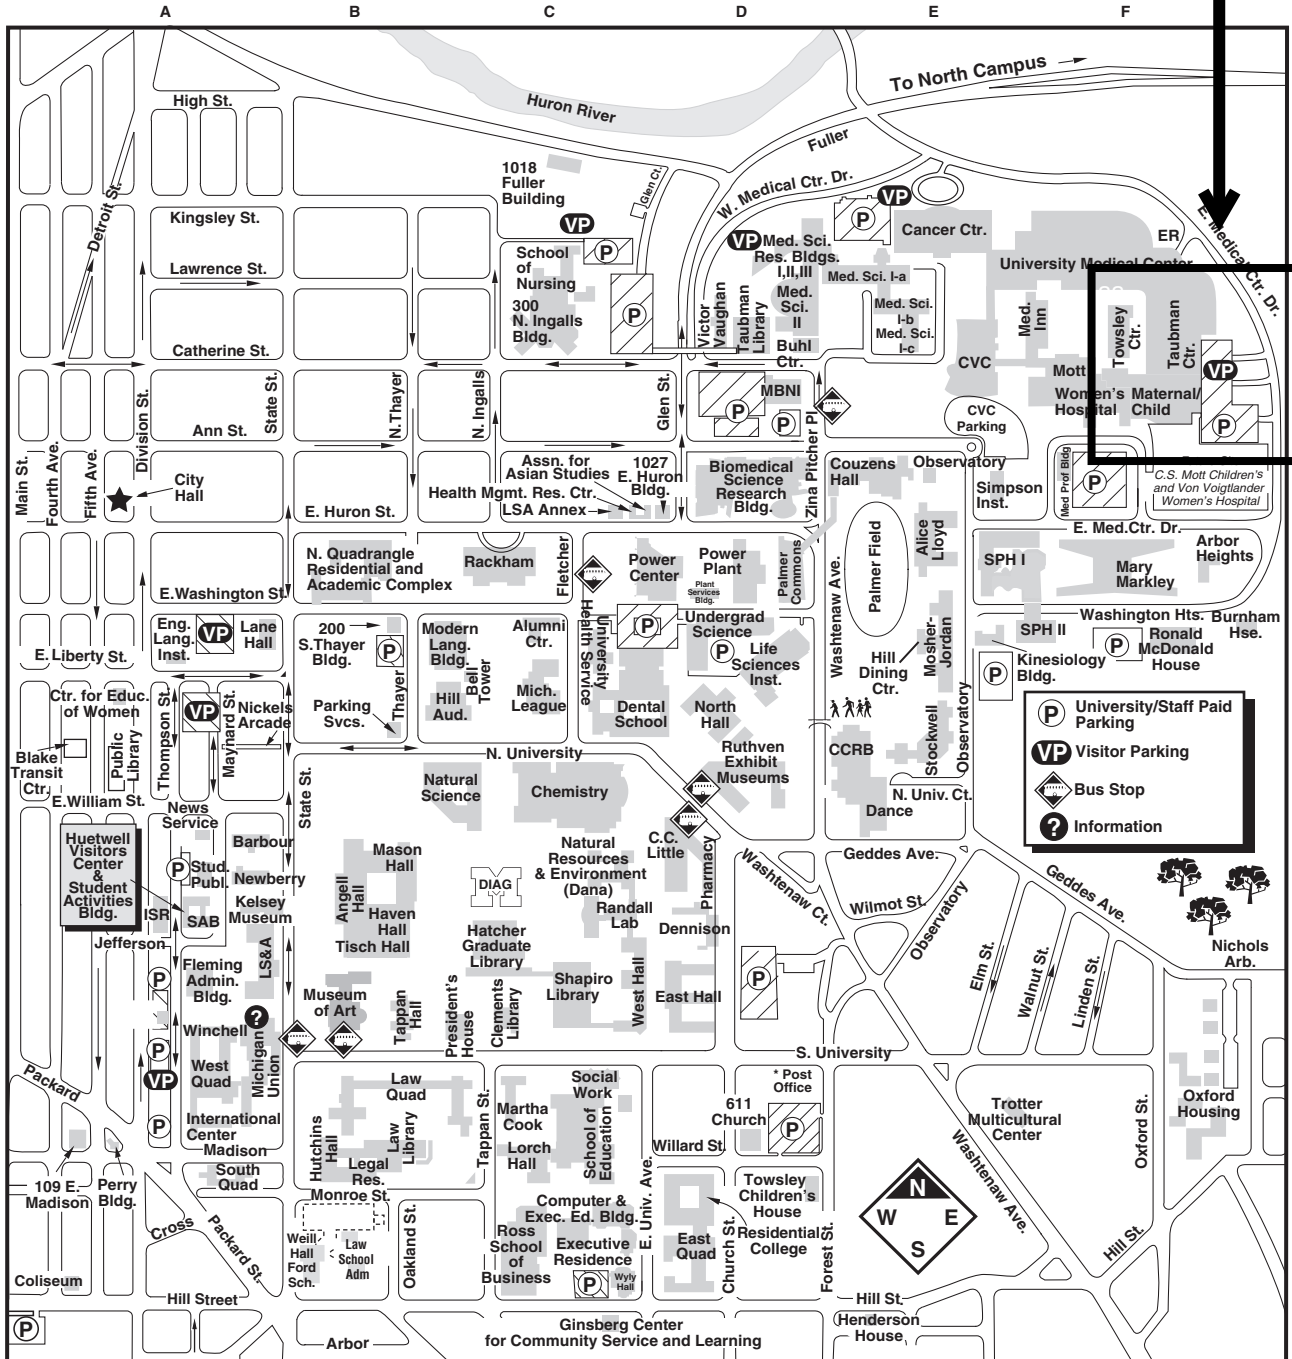 A B C D E F
To North Campus
Huron River
High St.
Fuller
1018
Fuller
Building
Glen Ct.
W. Medical Ctr. Dr.
VP
P
Detroit St.
Kingsley St.
VP
P
VP
Cancer Ctr.
ER
E. Medical Ctr. Dr.
Lawrence St.
School
of
Nursing
300
N. Ingalls
Bldg.
P
Med. Sci.
Res. Bldgs.
I,II,III
Med. Sci. I-a
Med.
Sci.
II
Med. Sci.
I-b
Med. Sci.
I-c
University Medical Center
Victor
Vaughan
Taubman
Library
Buhl
Ctr.
Med.
Inn
Towsley
Ctr.
Taubman
Ctr.
Catherine St.
CVC
Mott
VP
Women's
Hospital
Maternal/
Child
MBNI
P
P
P
CVC
Parking
Division St.
State St.
N.Thayer
N. Ingalls
Glen St.
Zina Pitcher Pl.
Ann St.
Main St.
Fourth Ave.
Fifth Ave.
City
Hall
Assn. for
Asian Studies
Health Mgmt. Res. Ctr.
LSA Annex
1027
E. Huron
Bldg.
Biomedical
Science
Research
Bldg.
Couzens
Hall
Observatory
Simpson
Inst.
Med Prof Bldg
P
C.S. Mott Children's
and Von Voigtlander
Women's Hospital
E. Huron St.
E. Med.Ctr. Dr.
N. Quadrangle
Residential and
Academic Complex
Rackham
Fletcher
Power
Center
Power
Plant
Plant
Services
Bldg.
Palmer
Commons
Palmer Field
Alice
Lloyd
SPH I
Mary
Markley
Arbor
Heights
E.Washington St.
Washington Hts.
Burnham
Hse.
Eng.
Lang.
Inst.
VP
Lane
Hall
200
S.Thayer
Bldg.
P
Modern
Lang.
Bldg.
Alumni
Ctr.
University
Health Service
P
Undergrad
Science
P
Life
Sciences
Inst.
Washtenaw Ave.
Hill
Dining
Ctr.
Mosher-
Jordan
SPH II
P
Ronald
McDonald
House
Kinesiology
Bldg.
P
E. Liberty St.
Ctr. for Educ.
of Women
Thompson St.
VP
Maynard St.
Nickels
Arcade
Parking
Svcs.
Thayer
Hill
Aud.
Bell
Tower
Mich.
League
Dental
School
North
Hall
Ruthven
Exhibit
Museums
CCRB
Stockwell
Observatory
P University/Staff Paid
Parking
VP Visitor Parking
Bus Stop
? Information
Blake
Transit
Ctr.
Public
Library
N. University
E.William St.
State St.
Natural
Science
Chemistry
N. Univ. Ct.
Dance
News
Service
Huetwell
Visitors
Center
&
Student
Activities
Bldg.
P
Stud.
Publ.
Barbour
Newberry
Kelsey
Museum
ISR
SAB
Mason
Hall
Angell
Hall
Haven
Hall
Tisch Hall
DIAG
Natural
Resources
& Environment
(Dana)
C.C.
Little
Pharmacy
Randall
Lab
Dennison
Washtenaw Ct.
Geddes Ave.
Wilmot St.
Observatory
Geddes Ave.
Nichols
Arb.
Jefferson
LS&A
Fleming
Admin.
Bldg.
P
Hatcher
Graduate
Library
Shapiro
Library
West Hall
East Hall
P
Elm St.
Walnut St.
Linden St.
Museum
of Art
Tappan
Hall
President's
House
Clements
Library
Winchell
?
P
VP
West
Quad
Michigan
Union
S. University
Packard
Law
Quad
Social
Work
* Post
Office
611
Church
P
Trotter
Multicultural
Center
Oxford St.
Oxford
Housing
P
International
Center
Madison
Hutchins
Hall
Law
Library
Legal
Res.
Tappan St.
Martha
Cook
Lorch
Hall
School of
Education
Willard St.
Washtenaw Ave.
109 E.
Madison
Perry
Bldg.
South
Quad
Monroe St.
Computer &
Exec. Ed. Bldg.
E. Univ. Ave.
Towsley
Children's
House
Residential
College
N
W E
S
Cross
Packard St.
Weill
Hall
Ford
Sch.
Law
School
Adm
Oakland St.
Ross
School
of
Business
Executive
Residence
P
Wyly
Hall
East
Quad
Church St.
Forest St.
Hill St.
Coliseum
Hill Street
Hill St.
P
Arbor
Ginsberg Center
for Community Service and Learning
Henderson
House